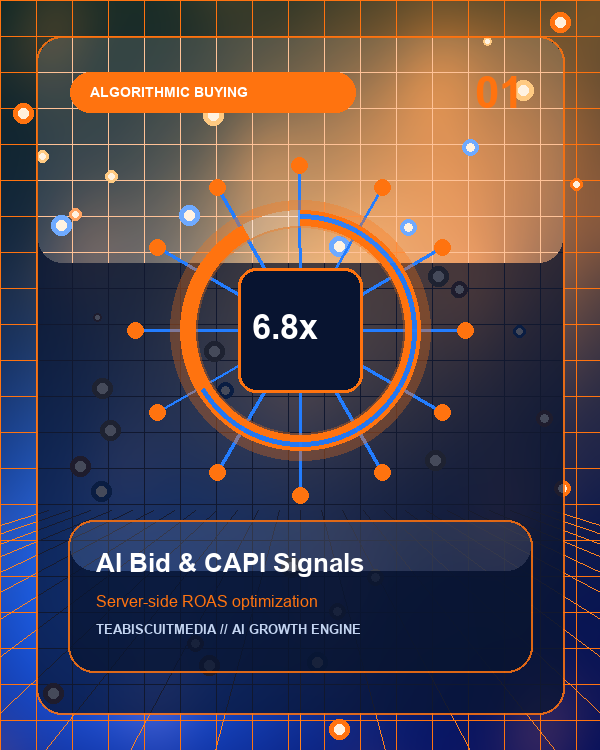 ALGORITHMIC BUYING
01
6.8x
AI Bid & CAPI Signals
Server-side ROAS optimization
TEABISCUITMEDIA // AI GROWTH ENGINE